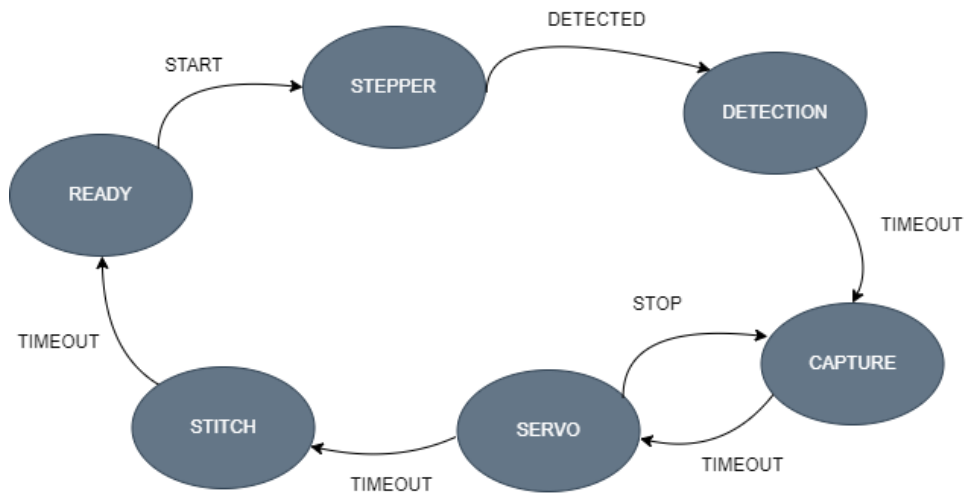 DETECTED
START
STEPPER
DETECTION
READY
TIMEOUT
STOP
TIMEOUT
CAPTURE
STITCH
SERVO
TIMEOUT
TIMEOUT